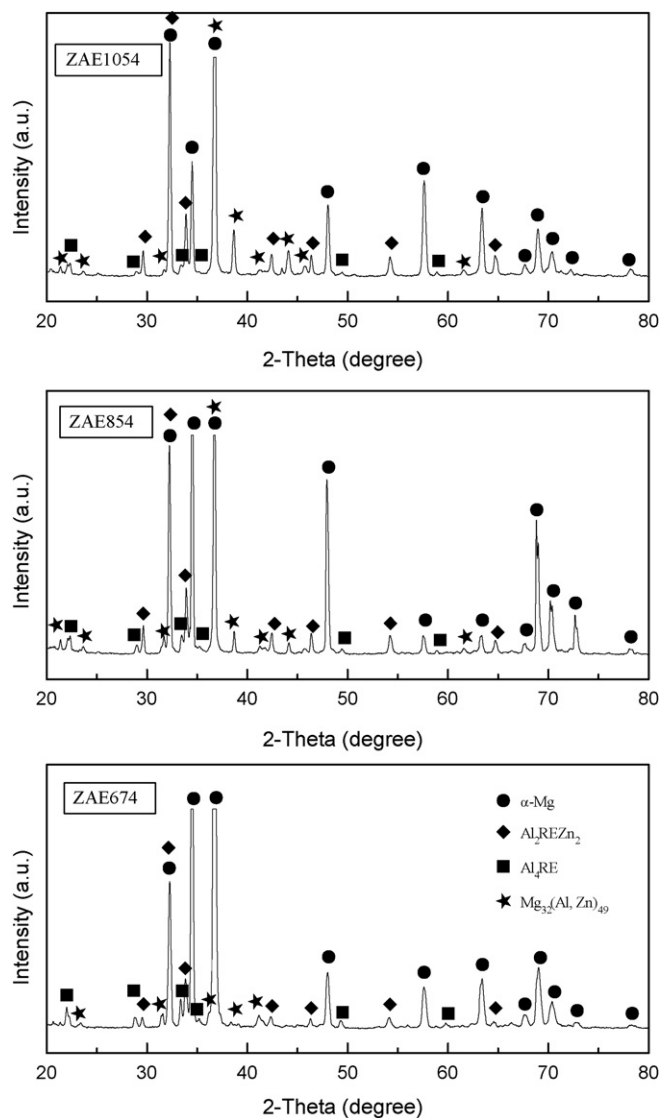 ZAE1054
Intensity (a.u.)
20 30 40 50 60 70 80
2-Theta (degree)
ZAE854
Intensity (a.u.)
20 30 40 50 60 70 80
2-Theta (degree)
ZAE674
α-Mg
Al₂REZn₂
Al₄RE
Mg₃₂(Al, Zn)₄₉
Intensity (a.u.)
20 30 40 50 60 70 80
2-Theta (degree)